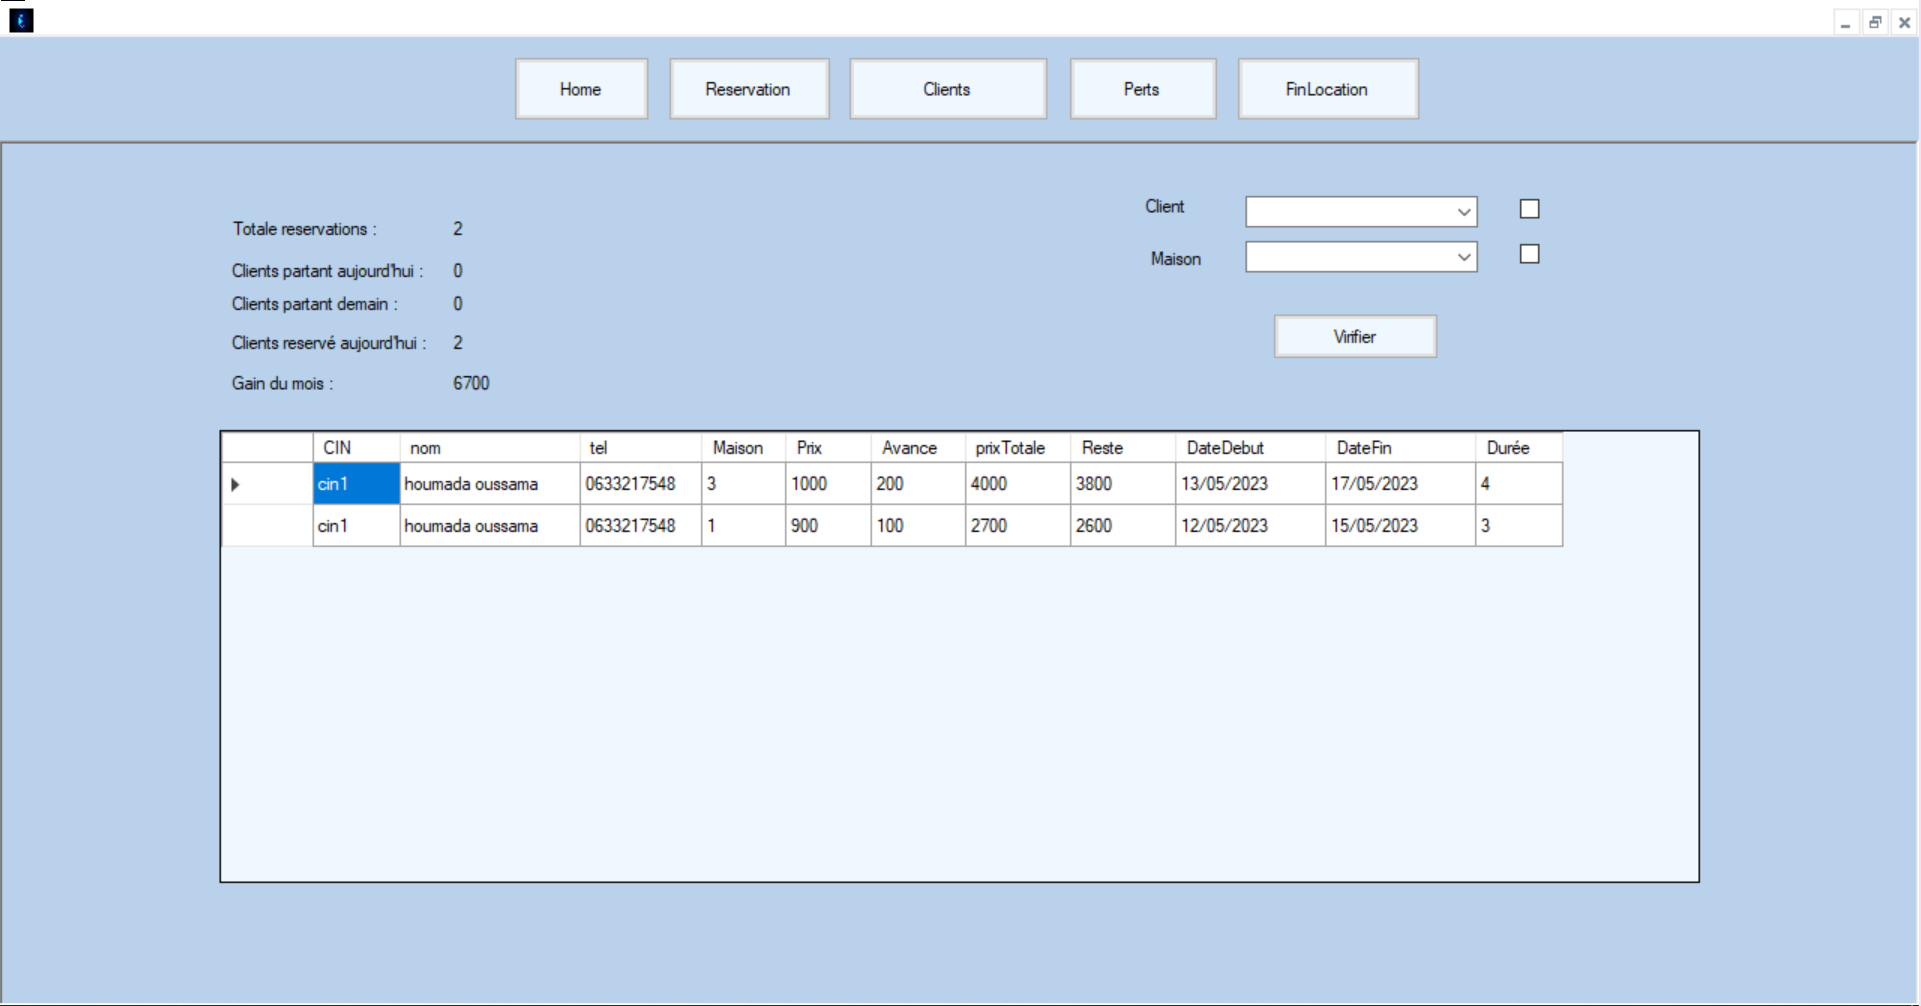 Home Reservation Clients Perts FinLocation
Client
Totale reservations : 2
Maison
Clients partant aujourd'hui : 0
Clients partant demain : 0
Virifier
Clients reservé aujourd'hui : 2
Gain du mois : 6700
CIN nom tel Maison Prix Avance prixTotale Reste DateDebut DateFin Durée
cin1 houmada oussama 0633217548 3 1000 200 4000 3800 13/05/2023 17/05/2023 4
cin1 houmada oussama 0633217548 1 900 100 2700 2600 12/05/2023 15/05/2023 3